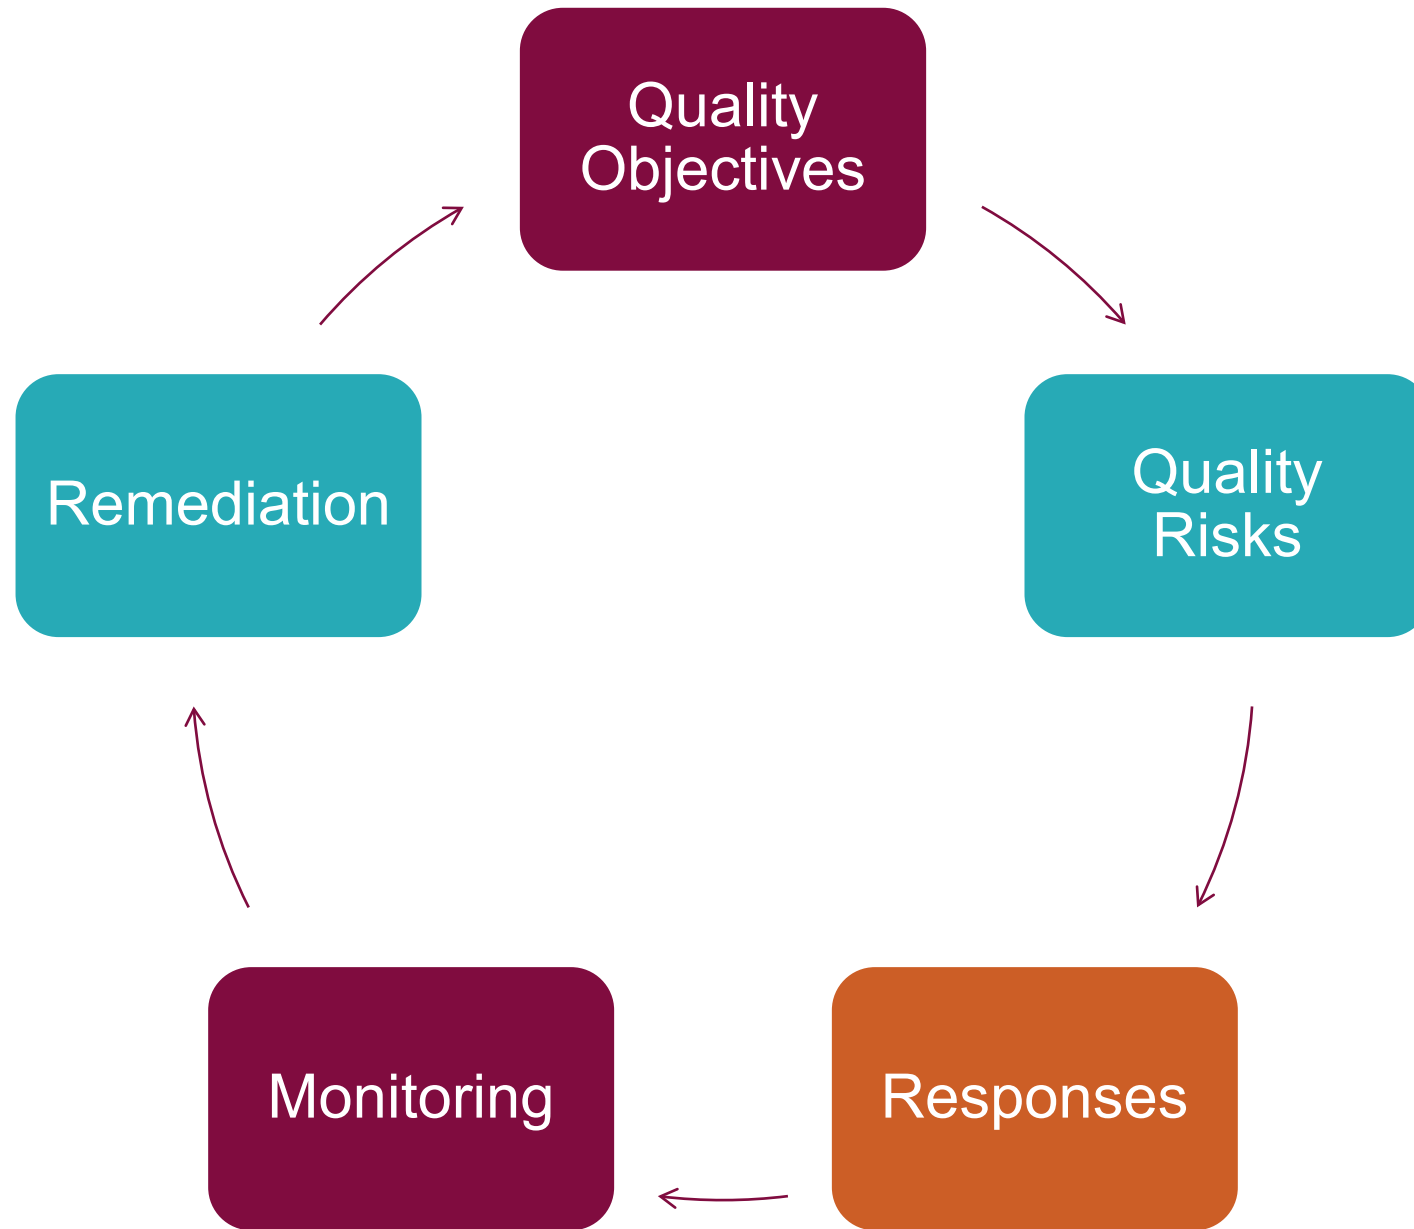 Quality
Objectives
Quality
Risks
Responses
Monitoring
Remediation